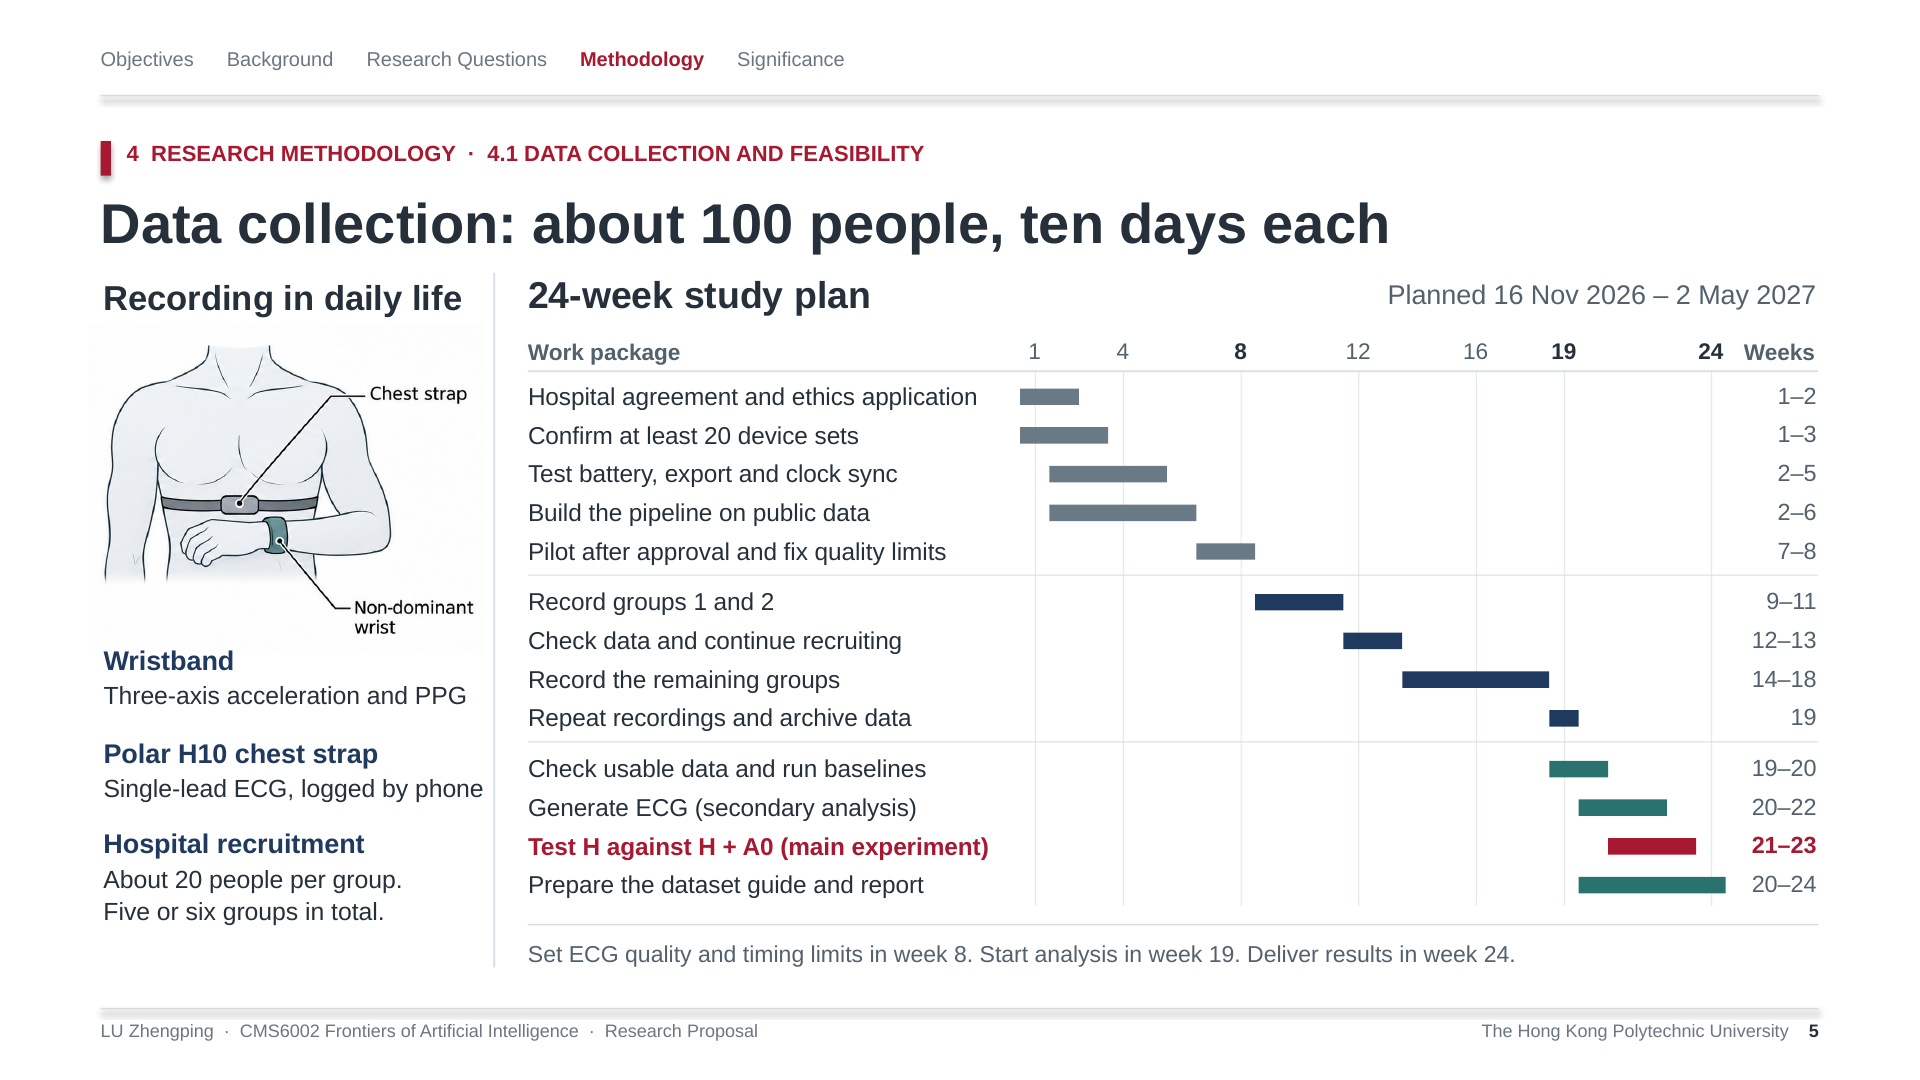 Objectives Background Research Questions Methodology Significance
4 RESEARCH METHODOLOGY · 4.1 DATA COLLECTION AND FEASIBILITY
Data collection: about 100 people, ten days each
Recording in daily life
Chest strap
Non-dominant
wrist
Wristband
Three-axis acceleration and PPG
Polar H10 chest strap
Single-lead ECG, logged by phone
Hospital recruitment
About 20 people per group.
Five or six groups in total.
24-week study plan Planned 16 Nov 2026 – 2 May 2027
Work package 1 4 8 12 16 19 24 Weeks
Hospital agreement and ethics application 1–2
Confirm at least 20 device sets 1–3
Test battery, export and clock sync 2–5
Build the pipeline on public data 2–6
Pilot after approval and fix quality limits 7–8
Record groups 1 and 2 9–11
Check data and continue recruiting 12–13
Record the remaining groups 14–18
Repeat recordings and archive data 19
Check usable data and run baselines 19–20
Generate ECG (secondary analysis) 20–22
Test H against H + A0 (main experiment) 21–23
Prepare the dataset guide and report 20–24
Set ECG quality and timing limits in week 8. Start analysis in week 19. Deliver results in week 24.
LU Zhengping · CMS6002 Frontiers of Artificial Intelligence · Research Proposal The Hong Kong Polytechnic University 5